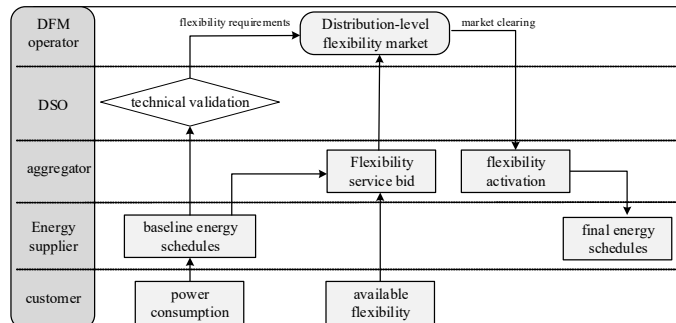 DFM
operator
flexibility requirements
Distribution-level
flexibility market
market clearing
DSO
technical validation
aggregator
Flexibility
service bid
flexibility
activation
Energy
supplier
baseline energy
schedules
final energy
schedules
customer
power
consumption
available
flexibility